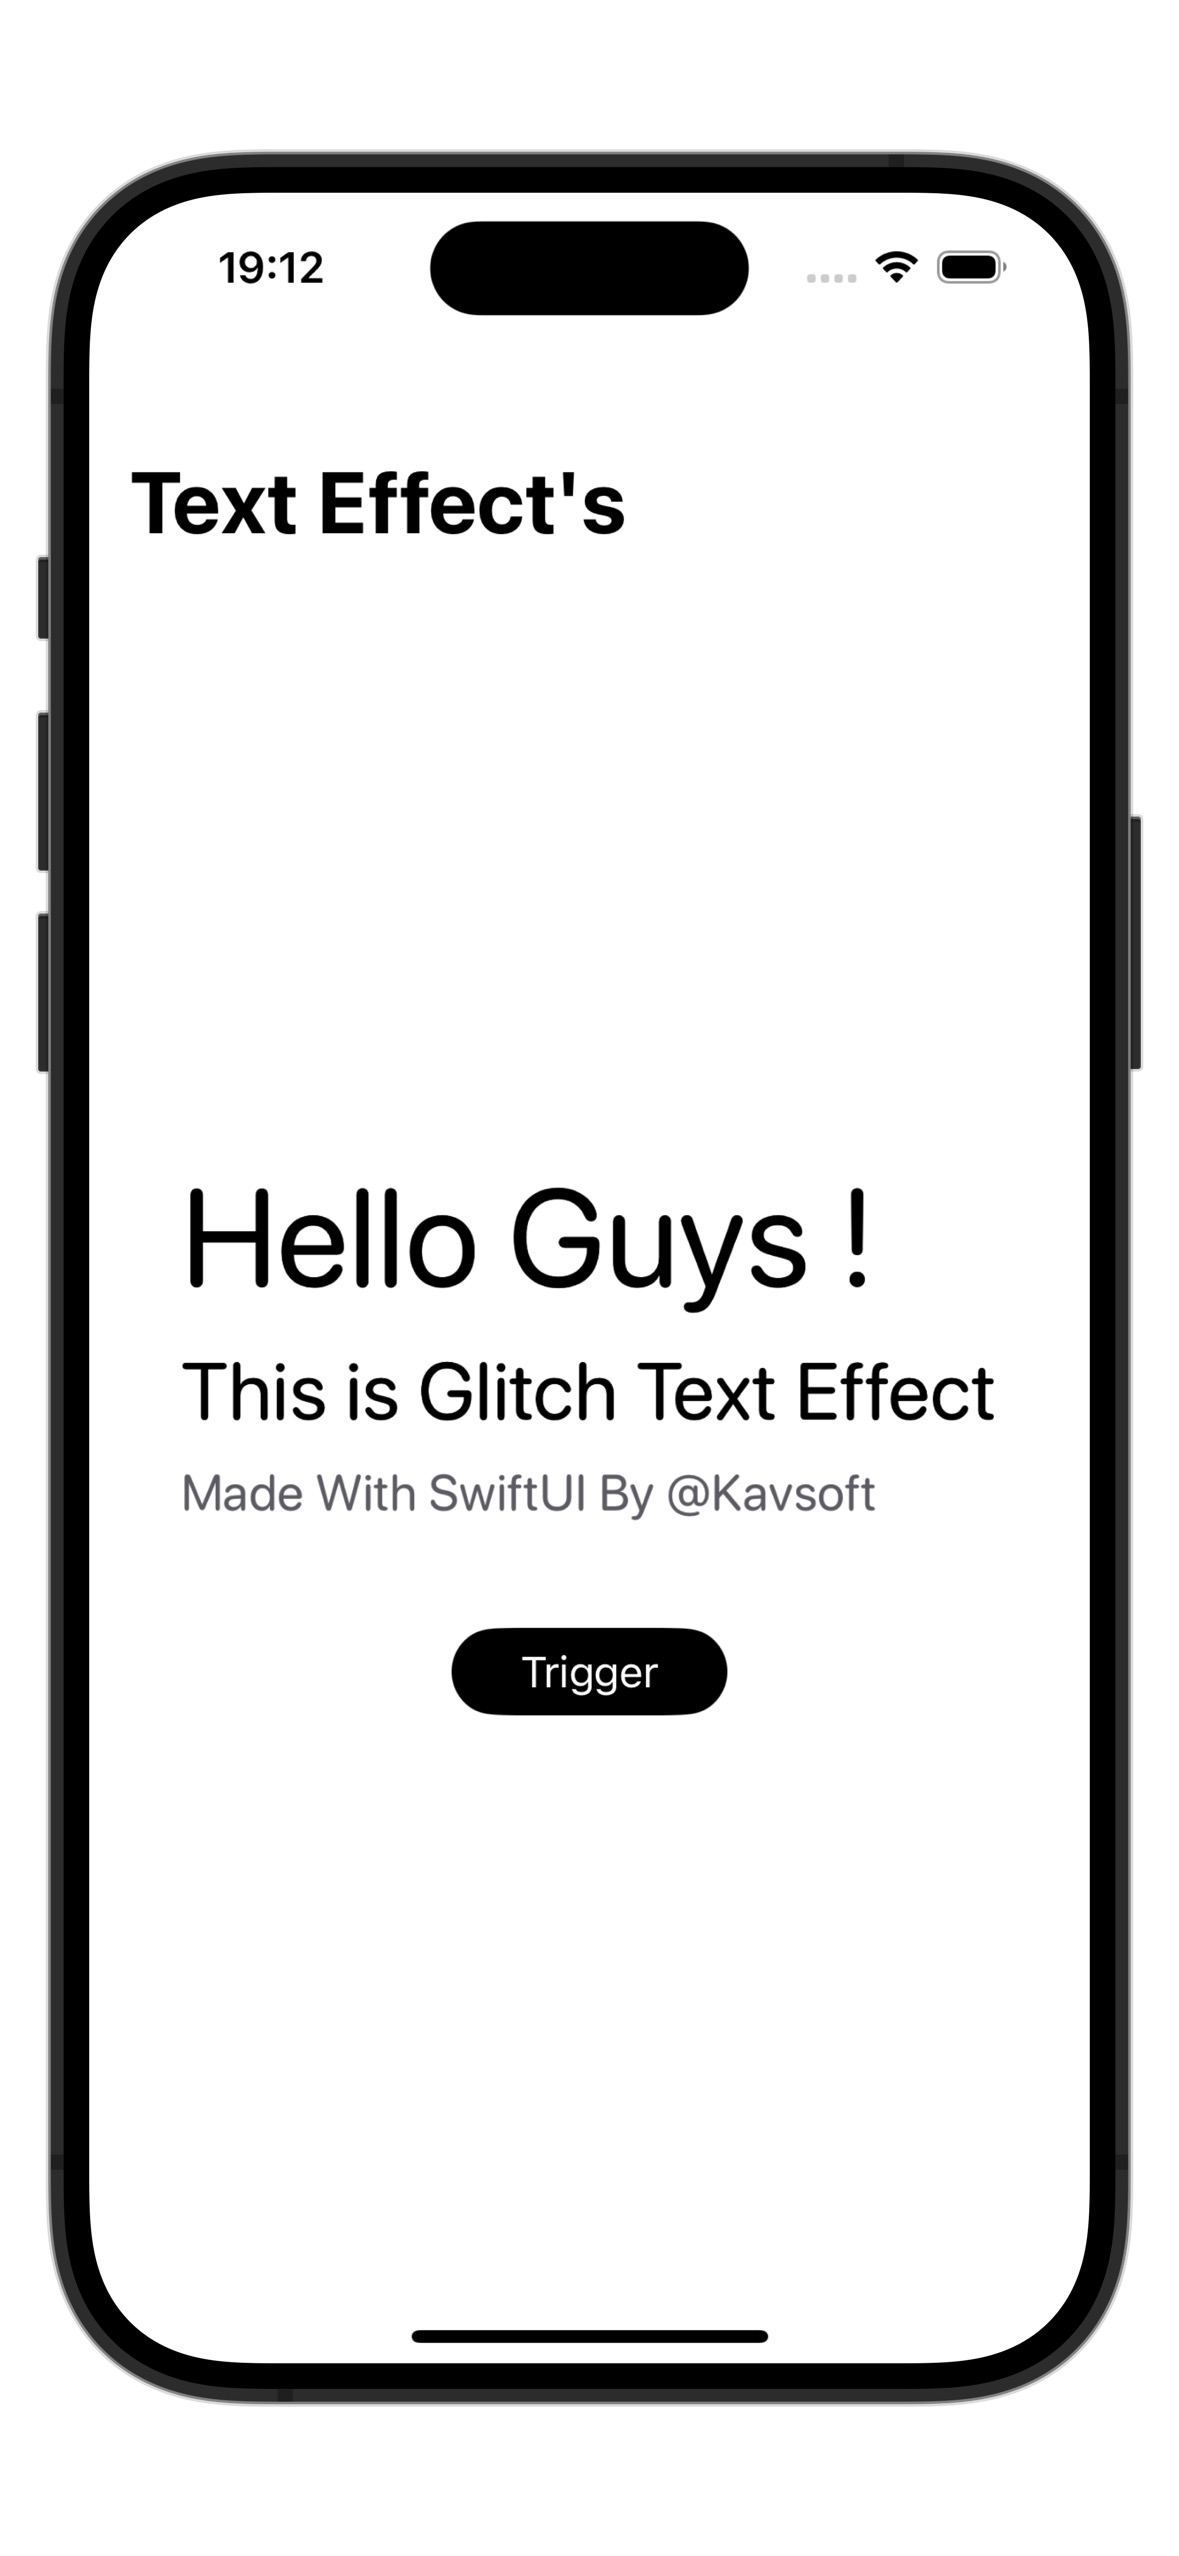 19:12
Text Effect's
Hello Guys !
This is Glitch Text Effect
Made With SwiftUI By @Kavsoft
Trigger